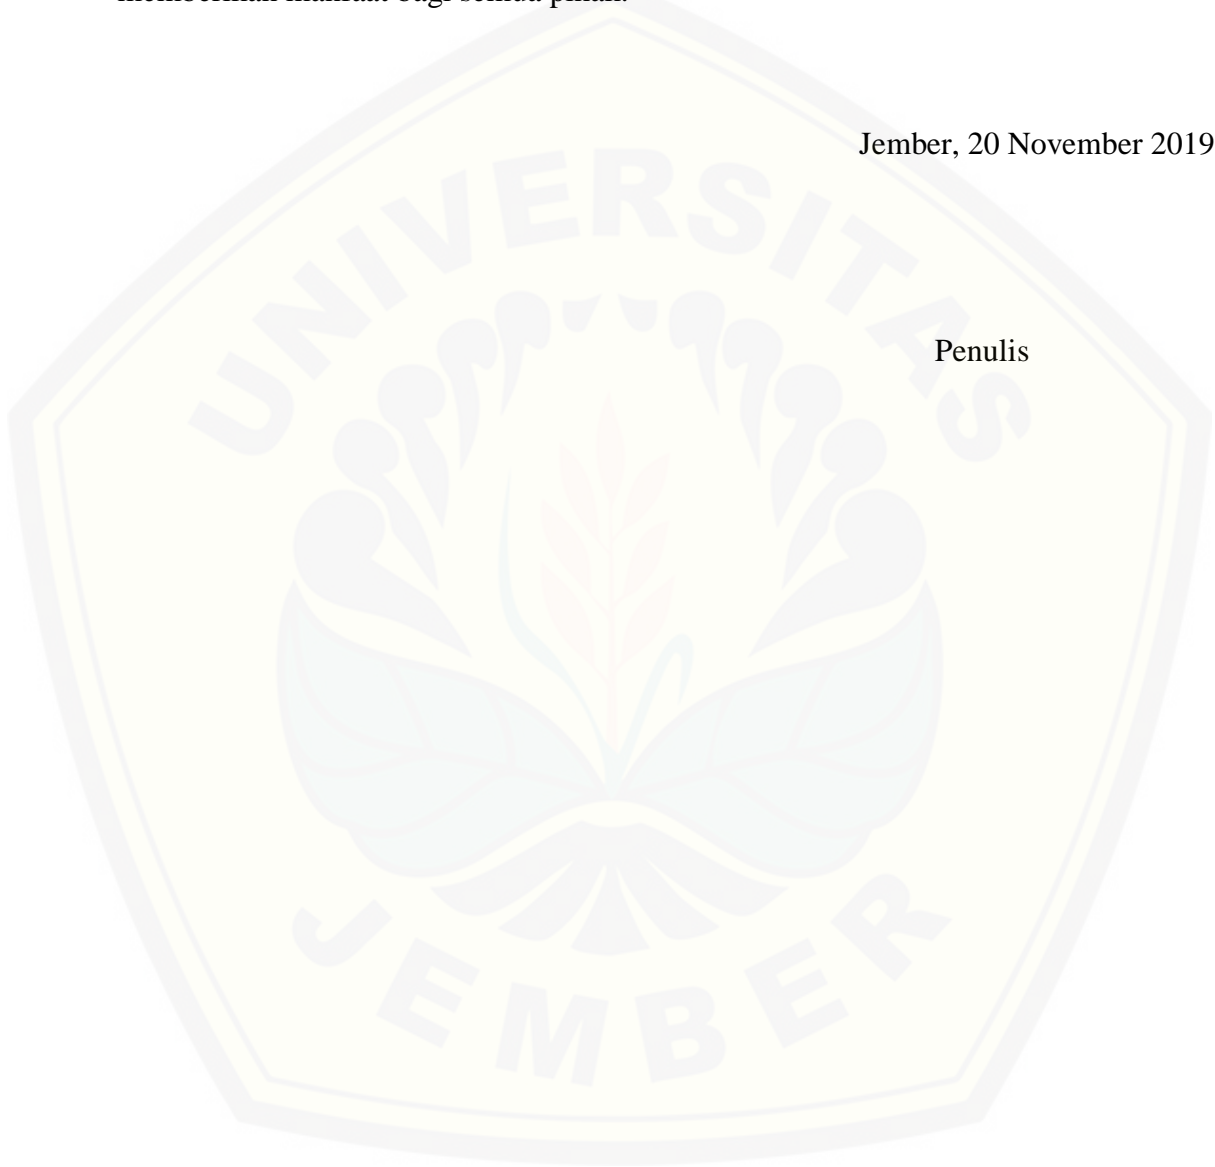 memberikan manfaat bagi semua pihak.
Jember, 20 November 2019
UNIVERSITAS
Penulis
JEMBER